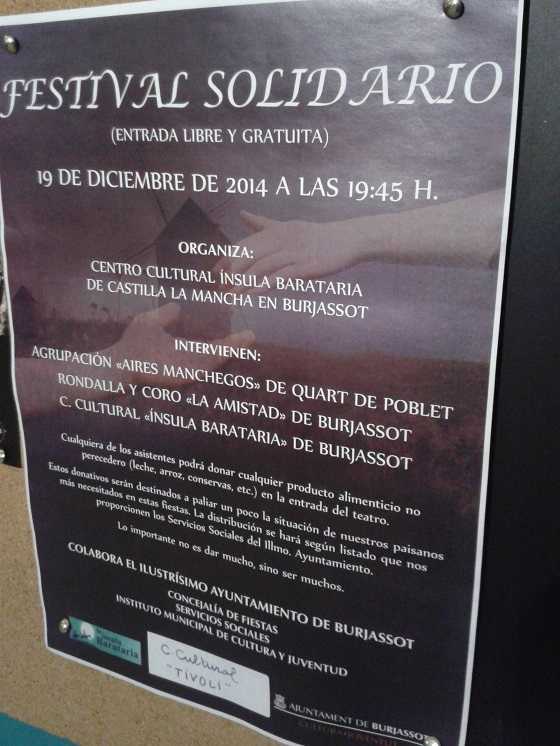 FESTIVAL SOLIDARIO
(ENTRADA LIBRE Y GRATUITA)
19 DE DICIEMBRE DE 2014 A LAS 19:45 H.
ORGANIZA:
CENTRO CULTURAL ÍNSULA BARATARIA
DE CASTILLA LA MANCHA EN BURJASSOT
INTERVIENEN:
AGRUPACIÓN «AIRES MANCHEGOS» DE QUART DE POBLET
RONDALLA Y CORO «LA AMISTAD» DE BURJASSOT
C. CULTURAL «ÍNSULA BARATARIA» DE BURJASSOT
Cualquiera de los asistentes podrá donar cualquier producto alimenticio no
perecedero (leche, arroz, conservas, etc.) en la entrada del teatro.
Estos donativos serán destinados a paliar un poco la situación de nuestros paisanos
más necesitados en estas fiestas. La distribución se hará según listado que nos
proporcionen los Servicios Sociales del Illmo. Ayuntamiento.
Lo importante no es dar mucho, sino ser muchos.
COLABORA EL ILUSTRÍSIMO AYUNTAMIENTO DE BURJASSOT
CONCEJALÍA DE FIESTAS
SERVICIOS SOCIALES
INSTITUTO MUNICIPAL DE CULTURA Y JUVENTUD
Ínsula
Barataria
C. Cultural
"TÍVOLI"
AJUNTAMENT DE BURJASSOT